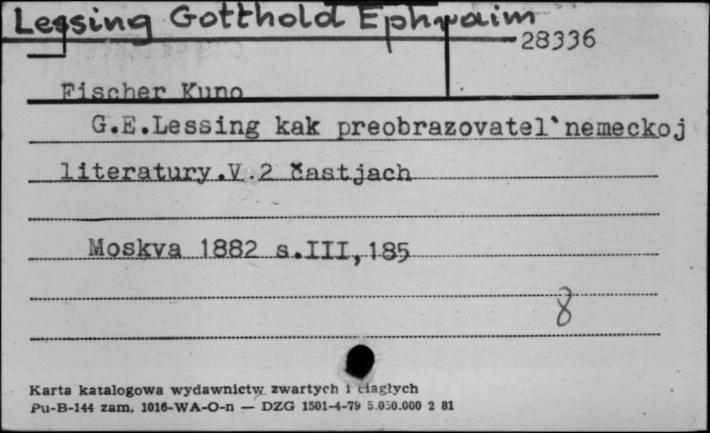 Lessing Gotthold Ephraim
28336
Fischer Kuno
G.E.Lessing kak preobrazovatel`nemeckoj
literatury.V 2 častjach
Moskva 1882 s.III,185
8
Karta katalogowa wydawnictw zwartych i ciągłych
Pu-B-144 zam. 1016-WA-O-n — DZG 1501-4-79 5.050.000 2 81